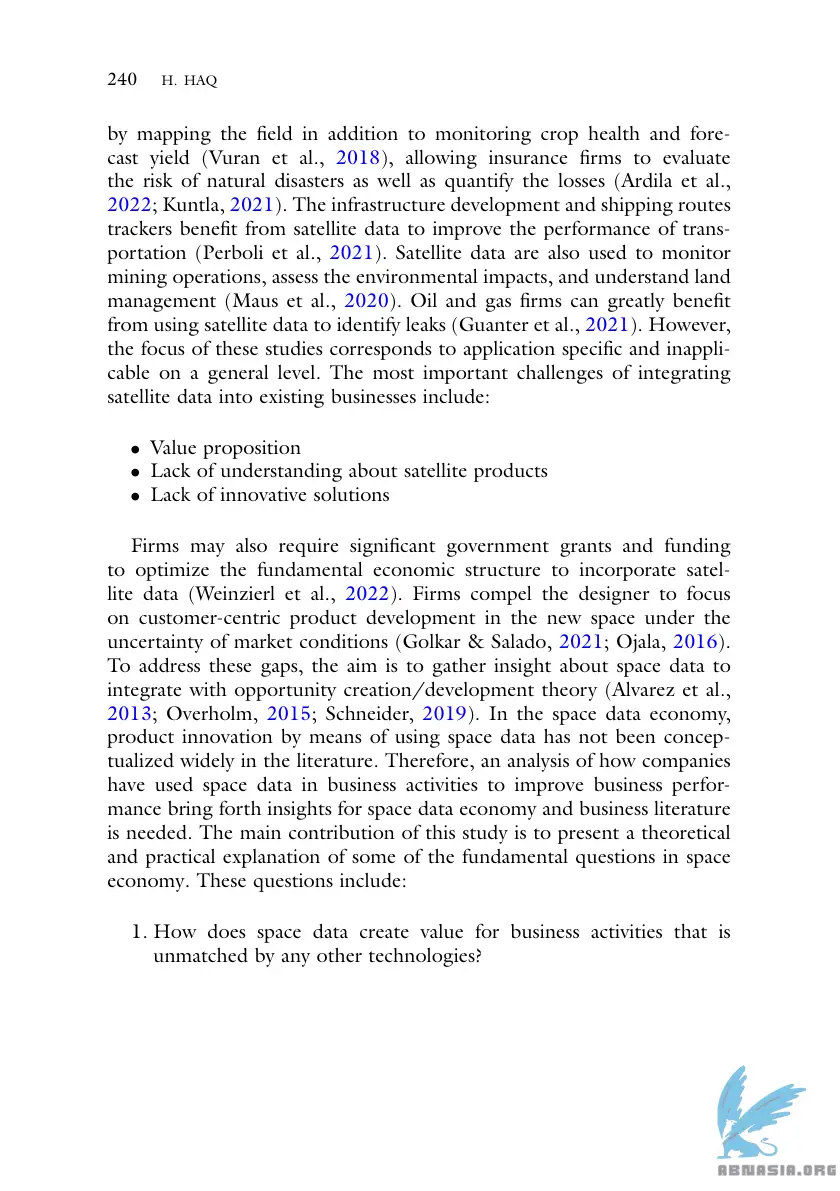 240 H. HAQ
by mapping the field in addition to monitoring crop health and fore-
cast yield (Vuran et al., 2018), allowing insurance firms to evaluate
the risk of natural disasters as well as quantify the losses (Ardila et al.,
2022; Kuntla, 2021). The infrastructure development and shipping routes
trackers benefit from satellite data to improve the performance of trans-
portation (Perboli et al., 2021). Satellite data are also used to monitor
mining operations, assess the environmental impacts, and understand land
management (Maus et al., 2020). Oil and gas firms can greatly benefit
from using satellite data to identify leaks (Guanter et al., 2021). However,
the focus of these studies corresponds to application specific and inappli-
cable on a general level. The most important challenges of integrating
satellite data into existing businesses include:
• Value proposition
• Lack of understanding about satellite products
• Lack of innovative solutions
Firms may also require significant government grants and funding
to optimize the fundamental economic structure to incorporate satel-
lite data (Weinzierl et al., 2022). Firms compel the designer to focus
on customer-centric product development in the new space under the
uncertainty of market conditions (Golkar & Salado, 2021; Ojala, 2016).
To address these gaps, the aim is to gather insight about space data to
integrate with opportunity creation/development theory (Alvarez et al.,
2013; Overholm, 2015; Schneider, 2019). In the space data economy,
product innovation by means of using space data has not been concep-
tualized widely in the literature. Therefore, an analysis of how companies
have used space data in business activities to improve business perfor-
mance bring forth insights for space data economy and business literature
is needed. The main contribution of this study is to present a theoretical
and practical explanation of some of the fundamental questions in space
economy. These questions include:
1. How does space data create value for business activities that is
unmatched by any other technologies?
ABNASIA.ORG